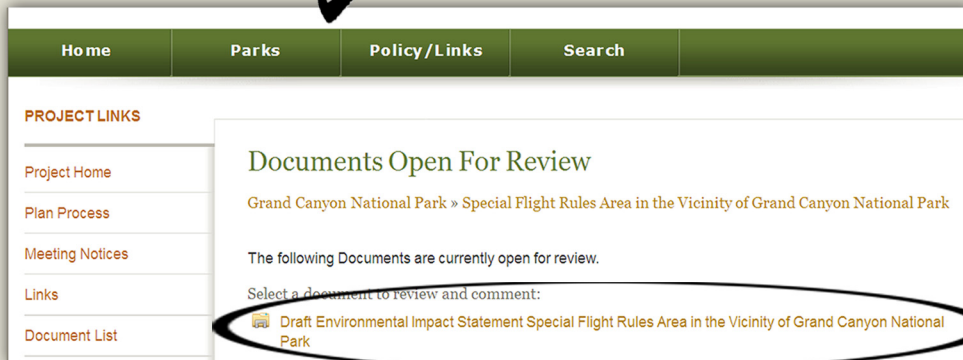 Home Parks Policy/Links Search
PROJECT LINKS
Project Home
Plan Process
Meeting Notices
Links
Document List
Documents Open For Review
Grand Canyon National Park » Special Flight Rules Area in the Vicinity of Grand Canyon National Park
The following Documents are currently open for review.
Select a document to review and comment:
Draft Environmental Impact Statement Special Flight Rules Area in the Vicinity of Grand Canyon National
Park